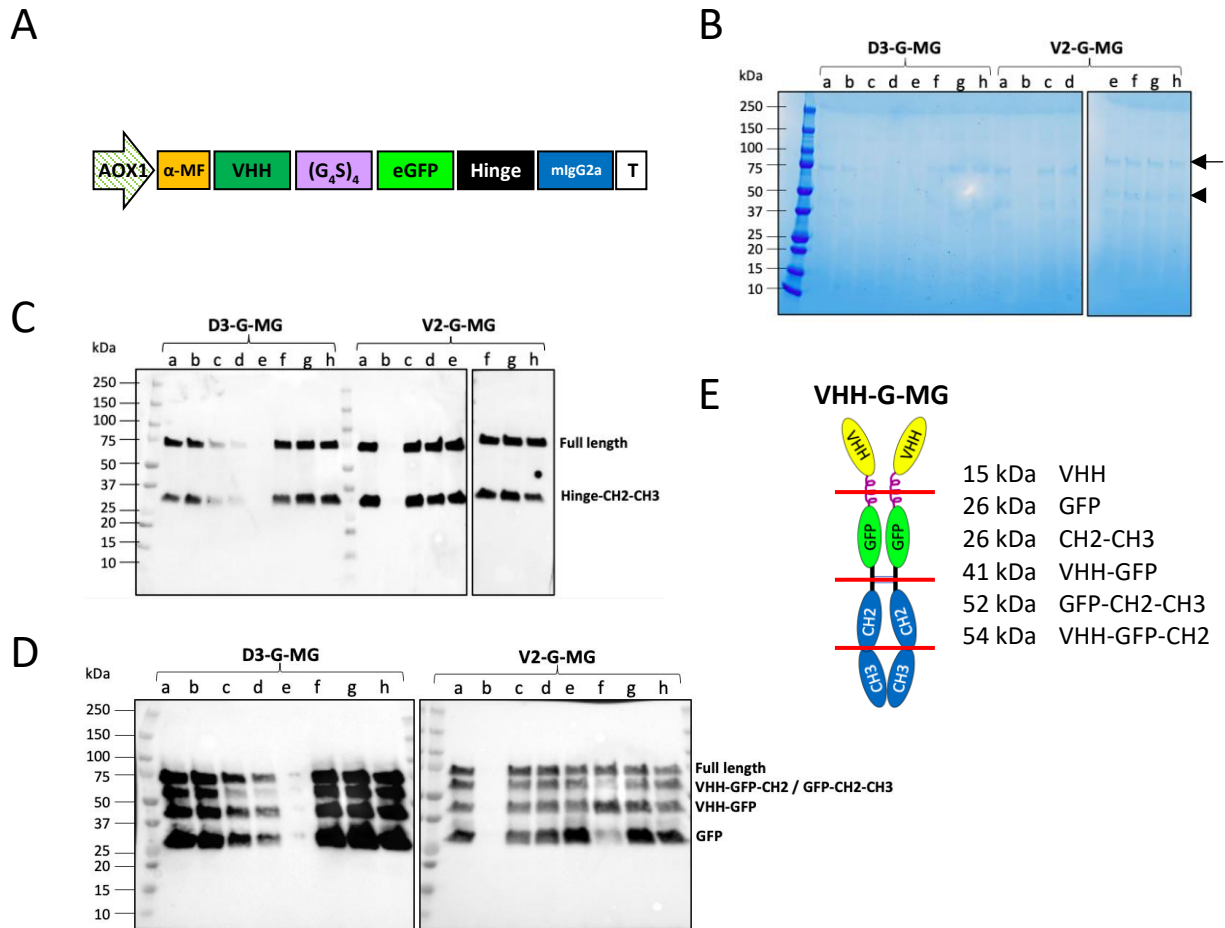 A
AOX1 α-MF VHH (G4S)4 eGFP Hinge mIgG2a T
B
D3-G-MG V2-G-MG
kDa a b c d e f g h a b c d e f g h
250
150
100
75
50
37
25
20
15
10
C
D3-G-MG V2-G-MG
kDa a b c d e f g h a b c d e f g h
250
150
100
75 Full length
50
37
25 Hinge-CH2-CH3
20
15
10
D
D3-G-MG V2-G-MG
kDa a b c d e f g h a b c d e f g h
250
150
100
75 Full length
VHH-GFP-CH2 / GFP-CH2-CH3
50 VHH-GFP
37
GFP
25
20
15
10
E
VHH-G-MG
VHH VHH
GFP GFP
CH2 CH2
CH3 CH3
15 kDa VHH
26 kDa GFP
26 kDa CH2-CH3
41 kDa VHH-GFP
52 kDa GFP-CH2-CH3
54 kDa VHH-GFP-CH2